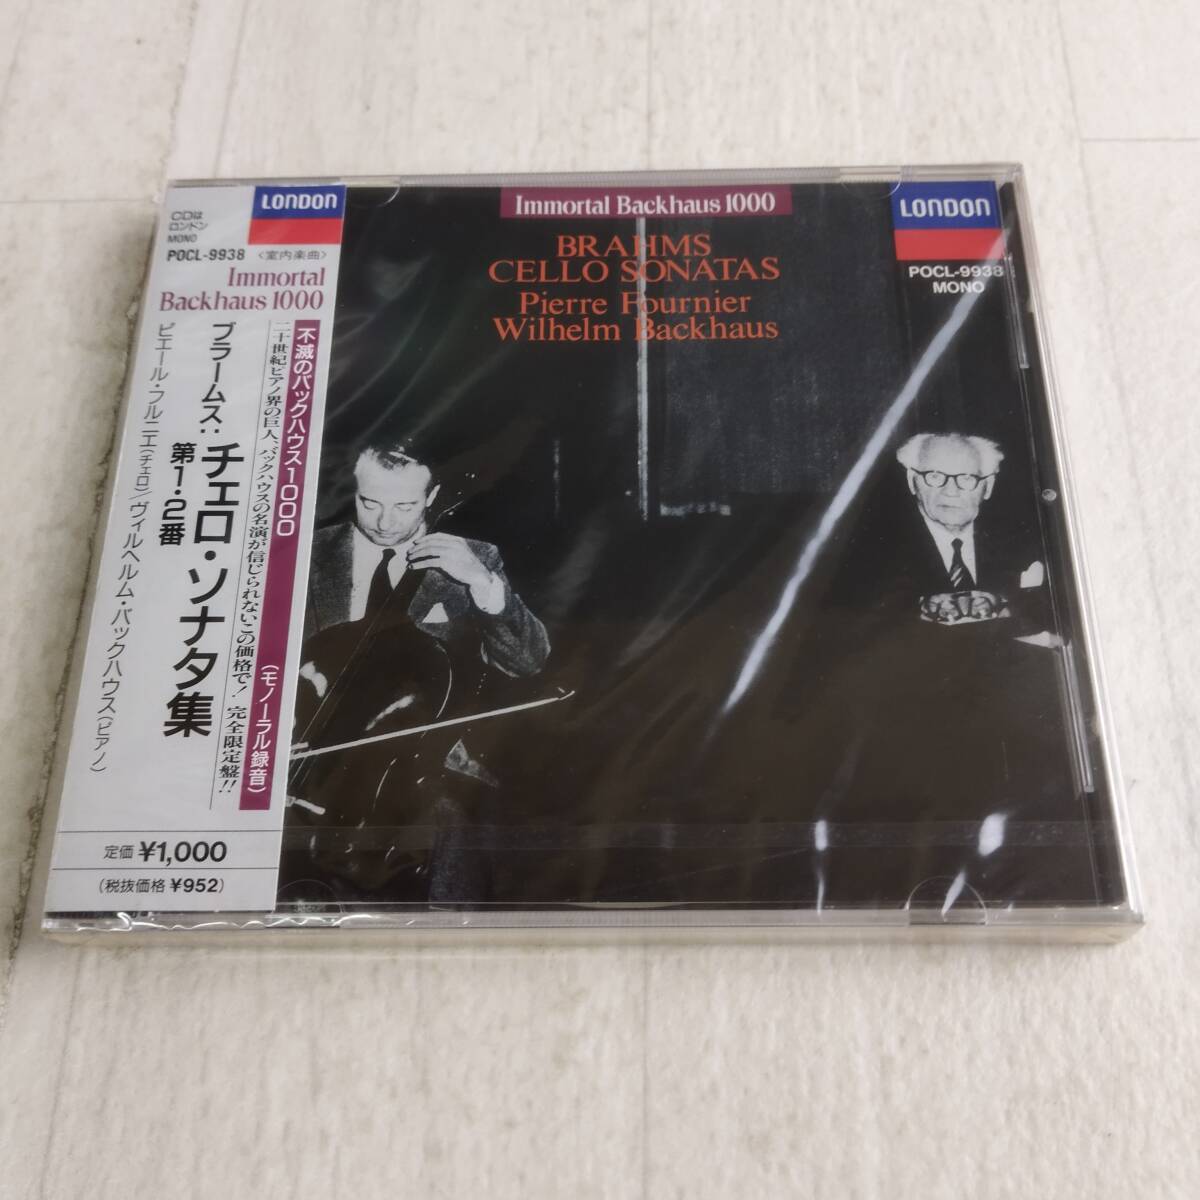 LONDON
CDは
ロンドン
MONO
POCL-9938
〈室内楽曲〉
Immortal
Backhaus 1000
不滅のバックハウス1000
(モノーラル録音)
二十世紀ピアノ界の巨人、バックハウスの名演が信じられないこの価格で! 完全限定盤!!
ブラームス:
チェロ・ソナタ集
第1・2番
ピエール・フルニエ(チェロ)/ヴィルヘルム・バックハウス(ピアノ)
定価 ¥1,000
(税抜価格 ¥952)
Immortal Backhaus 1000
BRAHMS
CELLO SONATAS
Pierre Fournier
Wilhelm Backhaus
LONDON
POCL-9938
MONO